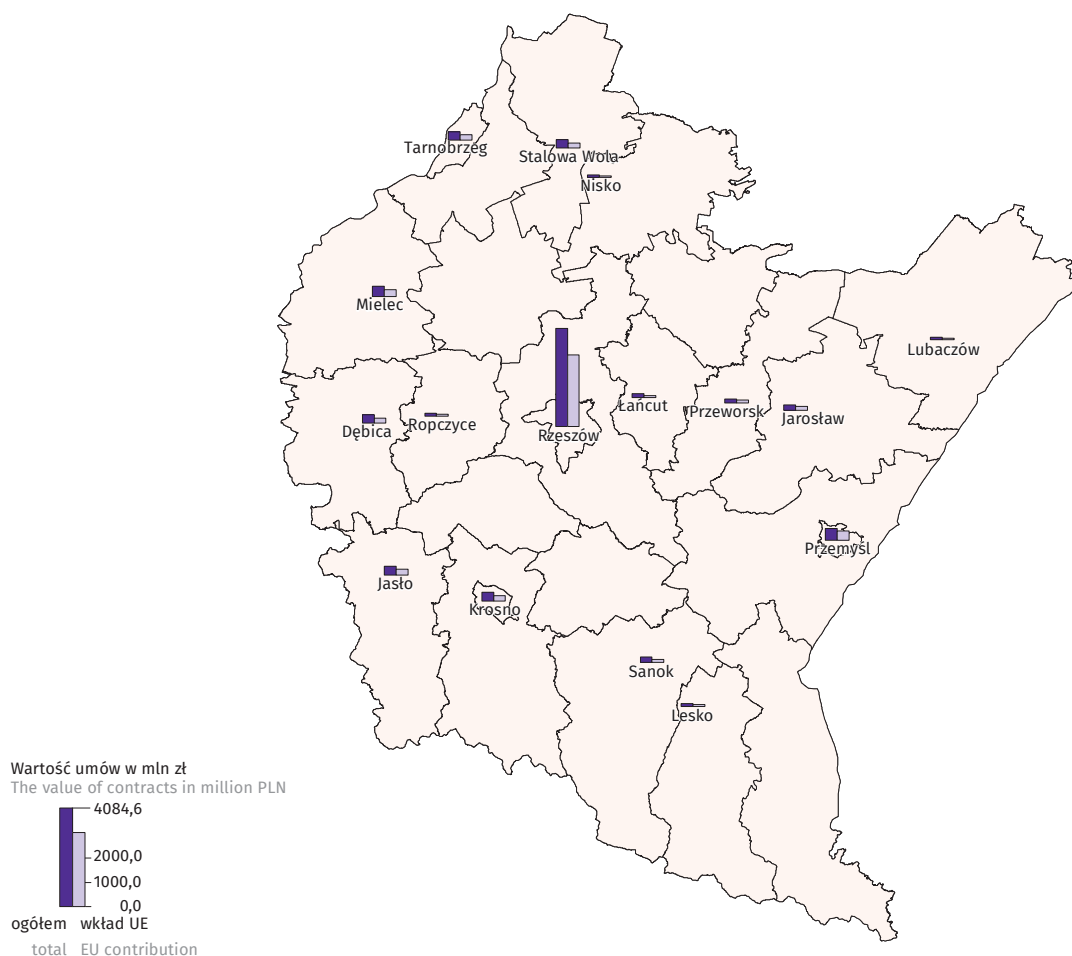 Tarnobrzeg
Stalowa Wola
Nisko
Mielec
Lubaczów
Łańcut
Przeworsk
Jarosław
Dębica
Ropczyce
Rzeszów
Przemyśl
Jasło
Krosno
Sanok
Lesko
Wartość umów w mln zł
The value of contracts in million PLN
4084,6
2000,0
1000,0
0,0
ogółem wkład UE
total EU contribution